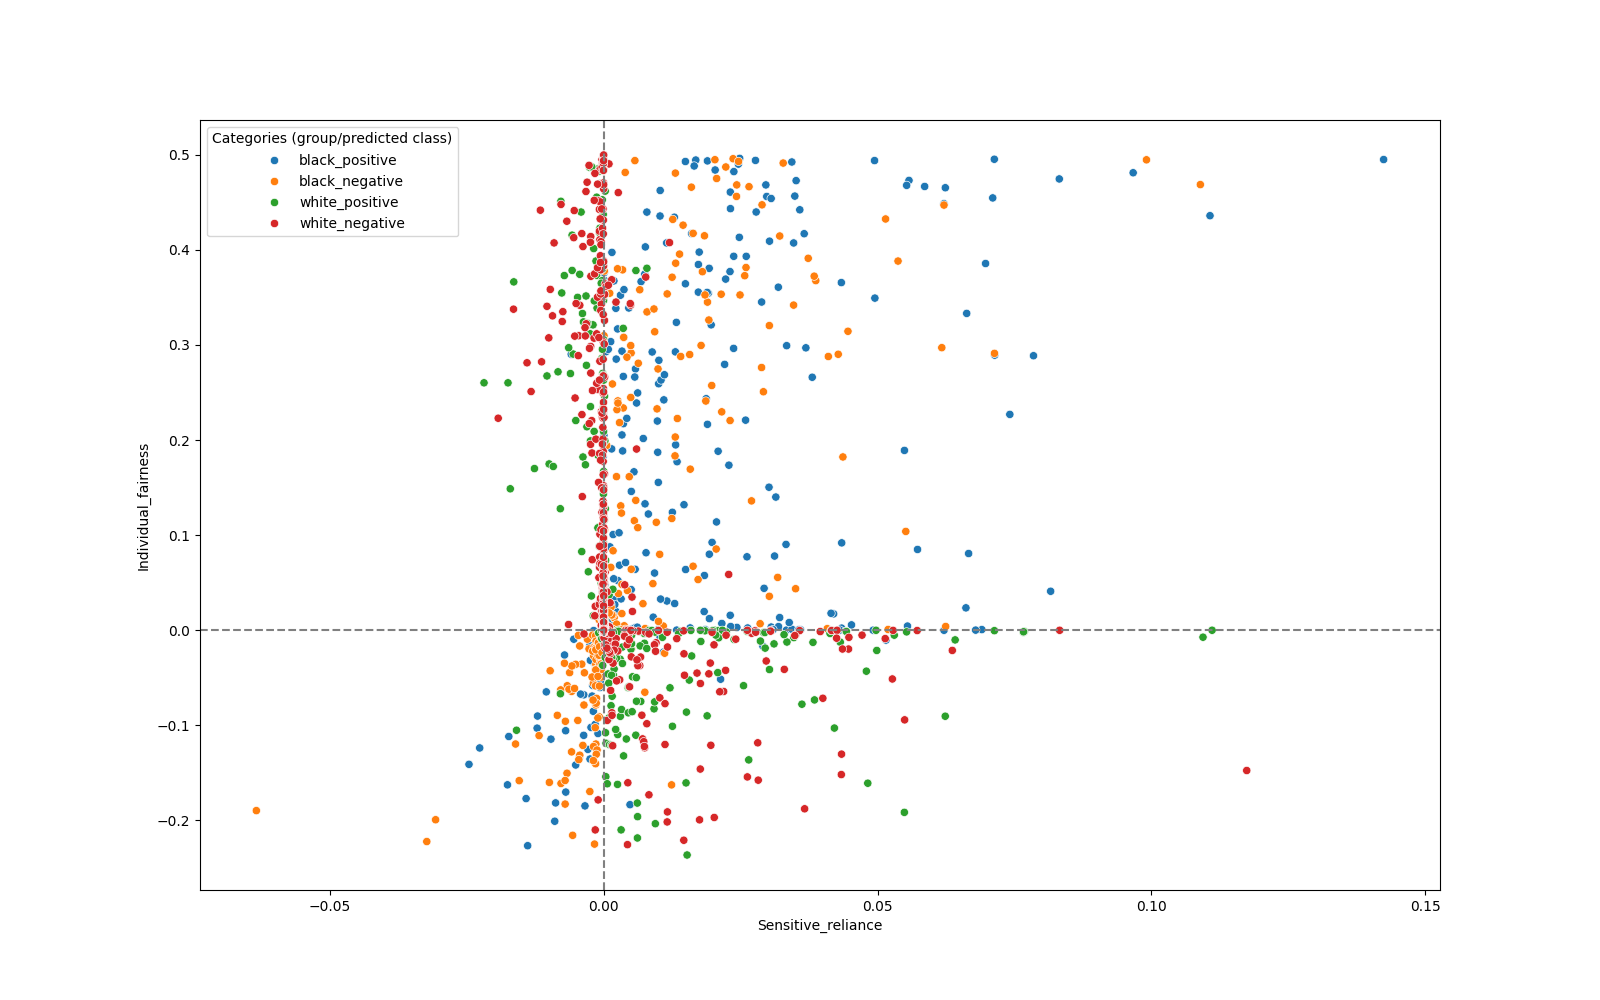 Categories (group/predicted class)
black_positive
black_negative
white_positive
white_negative
0.5
0.4
0.3
0.2
0.1
0.0
−0.1
−0.2
Individual_fairness
−0.05
0.00
0.05
0.10
0.15
Sensitive_reliance